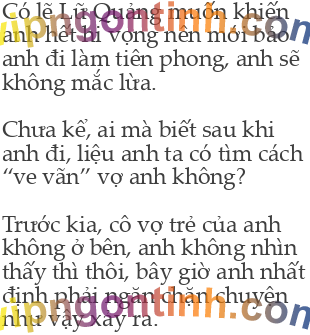 Có lẽ Lữ Quảng muốn khiến
anh hết hi vọng nên mới bảo
anh đi làm tiên phong, anh sẽ
không mắc lừa.
Chưa kể, ai mà biết sau khi
anh đi, liệu anh ta có tìm cách
“ve vãn” vợ anh không?
Trước kia, cô vợ trẻ của anh
không ở bên, anh không nhìn
thấy thì thôi, bây giờ anh nhất
định phải ngăn chặn chuyện
như vậy xảy ra.
vipngontinh.com
vipngontinh.com